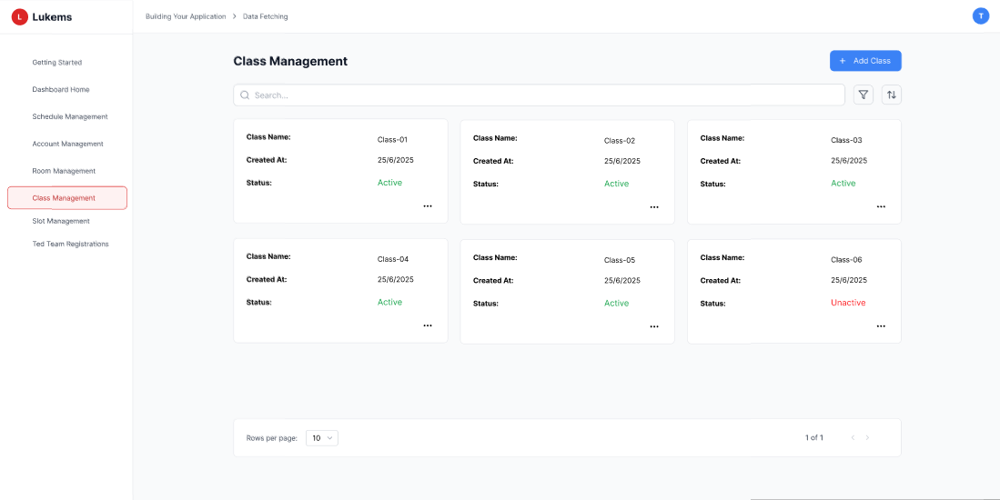 L Lukems
Building Your Application > Data Fetching
T
Getting Started
Dashboard Home
Schedule Management
Account Management
Room Management
Class Management
Slot Management
Ted Team Registrations
Class Management
+ Add Class
Search...
Class Name: Class-01
Created At: 25/6/2025
Status: Active
...
Class Name: Class-02
Created At: 25/6/2025
Status: Active
...
Class Name: Class-03
Created At: 25/6/2025
Status: Active
...
Class Name: Class-04
Created At: 25/6/2025
Status: Active
...
Class Name: Class-05
Created At: 25/6/2025
Status: Active
...
Class Name: Class-06
Created At: 25/6/2025
Status: Unactive
...
Rows per page: 10
1 of 1